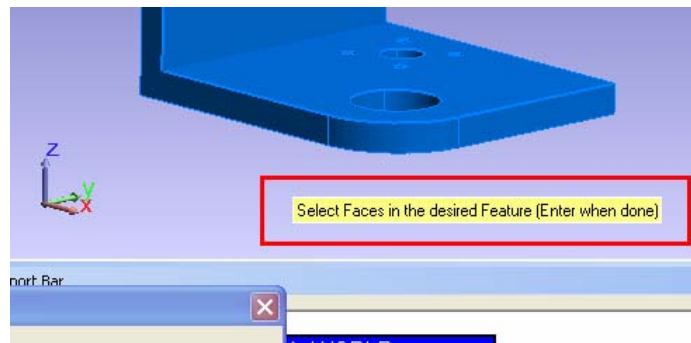 Z
Y
X
Select Faces in the desired Feature (Enter when done)
port Bar